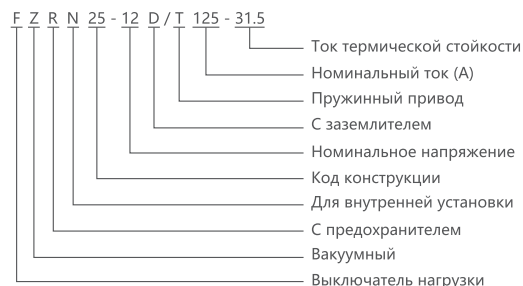 F Z R N 25 - 12 D / T 125 - 31.5
Ток термической стойкости
Номинальный ток (А)
Пружинный привод
С заземлителем
Номинальное напряжение
Код конструкции
Для внутренней установки
С предохранителем
Вакуумный
Выключатель нагрузки